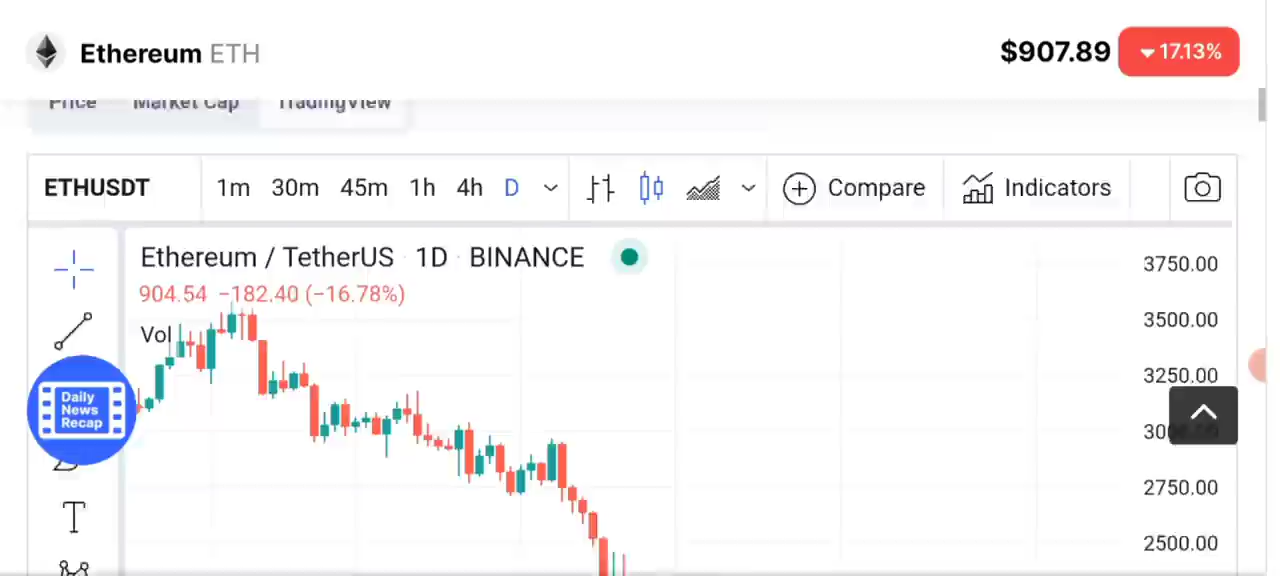 Ethereum ETH
$907.89 17.13%
Price Market Cap TradingView
ETHUSDT 1m 30m 45m 1h 4h D Compare Indicators
Ethereum / TetherUS · 1D · BINANCE
904.54 −182.40 (−16.78%)
Vol
3750.00
3500.00
3250.00
2750.00
2500.00
Daily
News
Recap